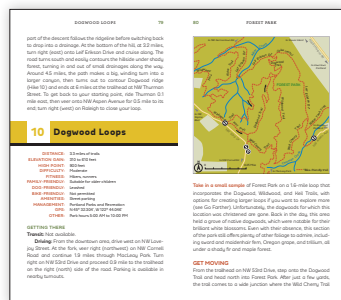 DOGWOOD LOOPS 79
part of the descent follows the ridgeline before switching back
to drop into a drainage. At the bottom of the hill, at 3.2 miles,
turn right (east) onto Leif Erikson Drive and cruise along. The
road turns south and easily contours the hillside under shady
forest, turning in and out of small drainages along the way.
Around 4.5 miles, the path makes a big, winding turn into a
larger canyon, then turns out to contour Dogwood ridge
(Hike 10) and ends at 6 miles at the trailhead at NW Thurman
Street. To get back to your starting point, ride Thurman 0.1
mile east, then veer onto NW Aspen Avenue for 0.5 mile to its
end; turn right (west) on Raleigh to close your loop.
10 Dogwood Loops
DISTANCE: 3.3 miles of trails
ELEVATION GAIN: 310 to 610 feet
HIGH POINT: 920 feet
DIFFICULTY: Moderate
FITNESS: Hikers, runners
FAMILY-FRIENDLY: Suitable for older children
DOG-FRIENDLY: Leashed
BIKE-FRIENDLY: Not permitted
AMENITIES: Street parking
MANAGEMENT: Portland Parks and Recreation
GPS:
OTHER: Park hours 5:00 AM to 10:00 PM
GETTING THERE
Transit: Not available.
Driving: From the downtown area, drive west on NW Love-
joy Street. At the fork, veer right (northwest) on NW Cornell
Road and continue 1.9 miles through Macleay Park. Turn
right on NW 53rd Drive and proceed 0.9 mile to the trailhead
on the right (north) side of the road. Parking is available in
nearby turnouts.
80 FOREST PARK
FOREST PARK
Take in a small sample of Forest Park on a 1.6-mile loop that
incorporates the Dogwood, Wildwood, and Keil Trails, with
options for creating larger loops if you want to explore more
(see Go Farther). Unfortunately, the dogwoods for which this
location was christened are gone. Back in the day, this area
held a grove of native dogwoods, which were notable for their
brilliant white blossoms. Even with their absence, this section
of the park still offers plenty of other foliage to admire, includ-
ing sword and maidenhair fern, Oregon grape, and trillium, all
under a shady fir and maple forest.
GET MOVING
From the trailhead on NW 53rd Drive, step onto the Dogwood
Trail and head north into Forest Park. After just a few yards,
the trail comes to a wide junction where the Wild Cherry Trail